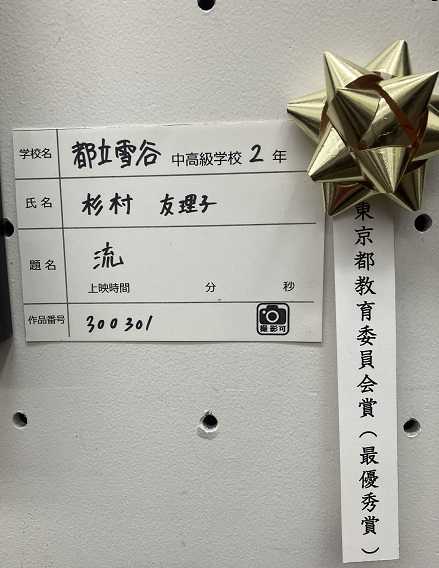 学校名 都立雪谷 中高級学校 2 年
氏名 杉村 友理子
題名 流
上映時間 分 秒
作品番号 300301
撮影可
東京都教育委員会賞(最優秀賞)